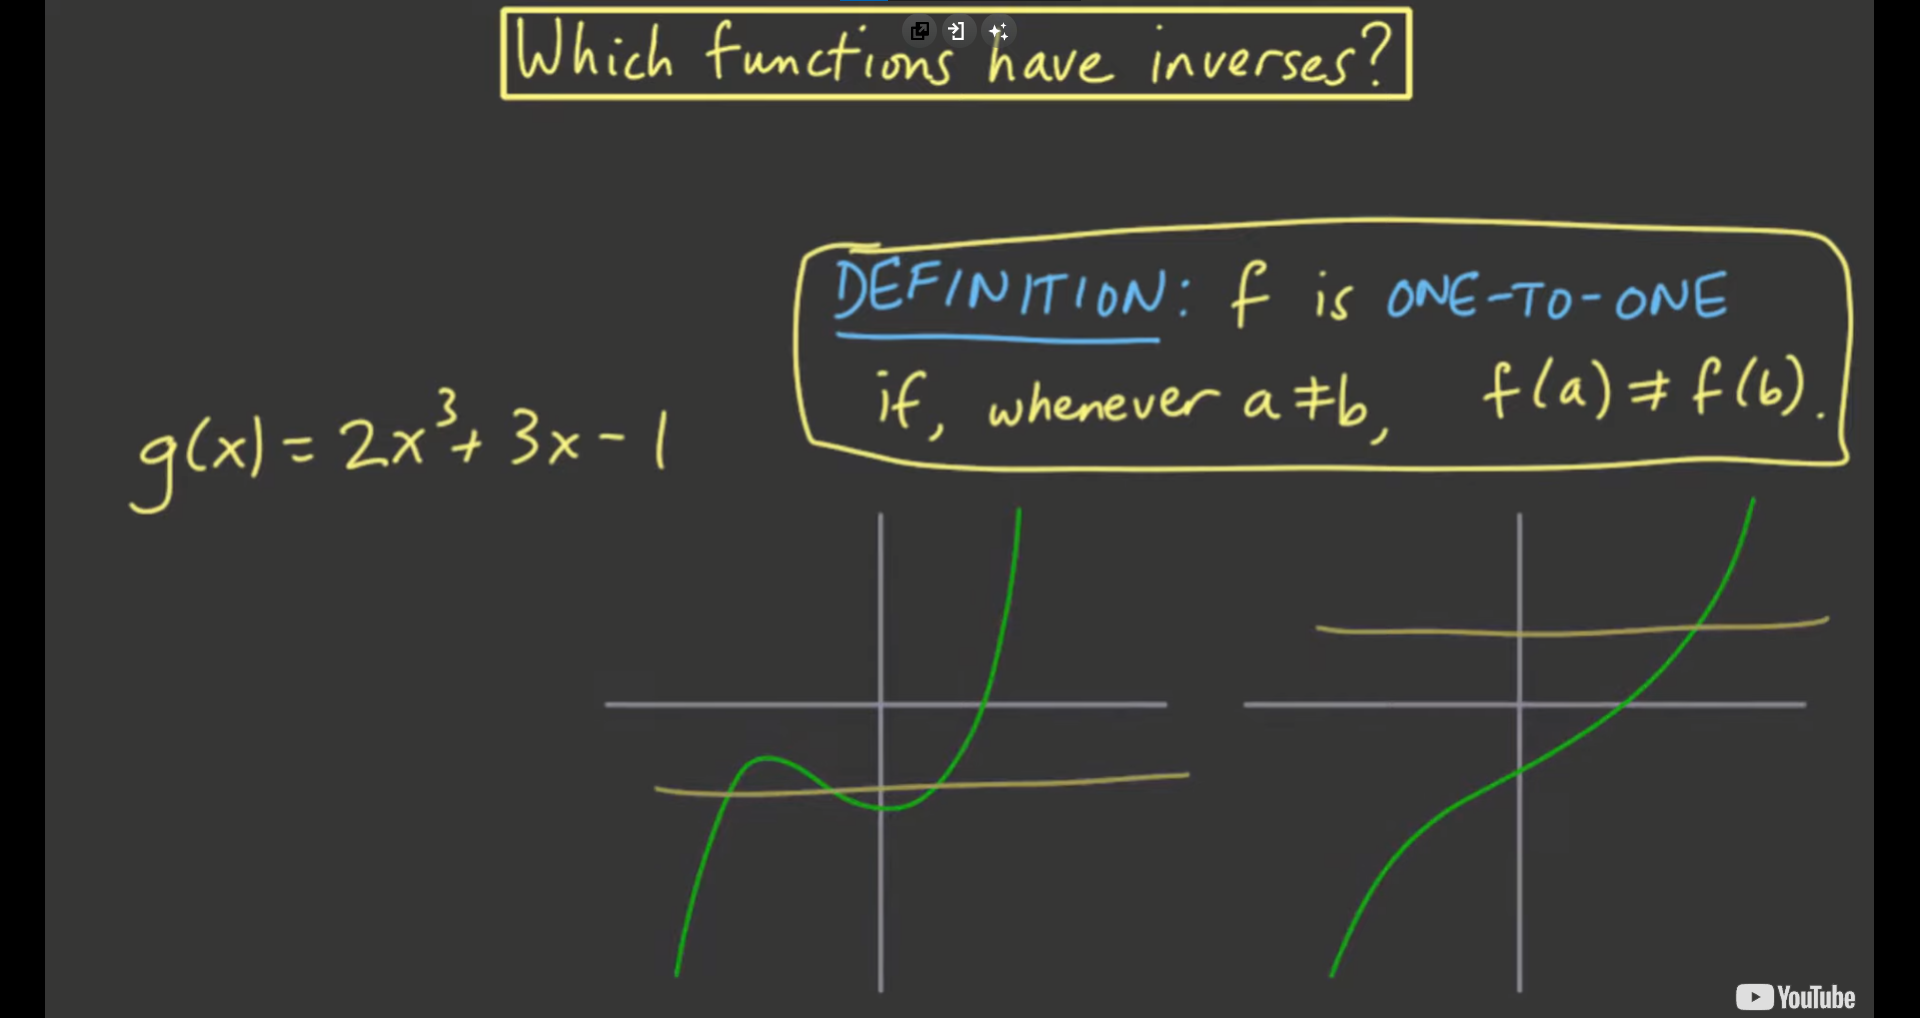 Which functions have inverses?
DEFINITION: f is ONE-TO-ONE
if, whenever a ≠ b, f(a) ≠ f(b).
g(x) = 2x³ + 3x - 1
YouTube